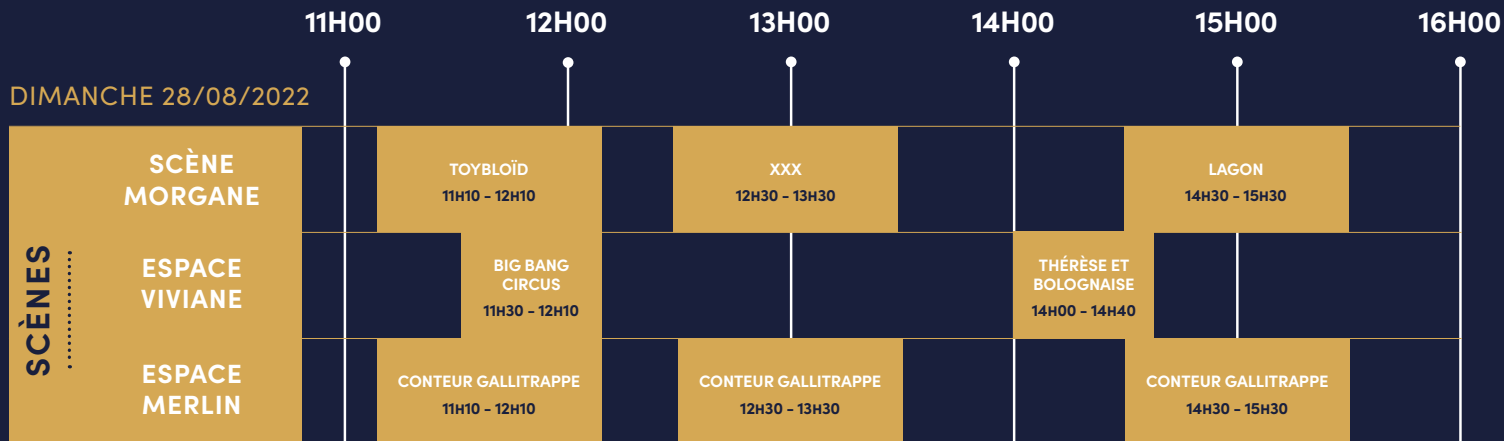 11H00
12H00
13H00
14H00
15H00
16H00
DIMANCHE 28/08/2022
SCÈNES
SCÈNE
MORGANE
TOYBLOÏD
11H10 – 12H10
XXX
12H30 – 13H30
LAGON
14H30 – 15H30
ESPACE
VIVIANE
BIG BANG
CIRCUS
11H30 – 12H10
THÉRÈSE ET
BOLOGNAISE
14H00 – 14H40
ESPACE
MERLIN
CONTEUR GALLITRAPPE
11H10 – 12H10
CONTEUR GALLITRAPPE
12H30 – 13H30
CONTEUR GALLITRAPPE
14H30 – 15H30